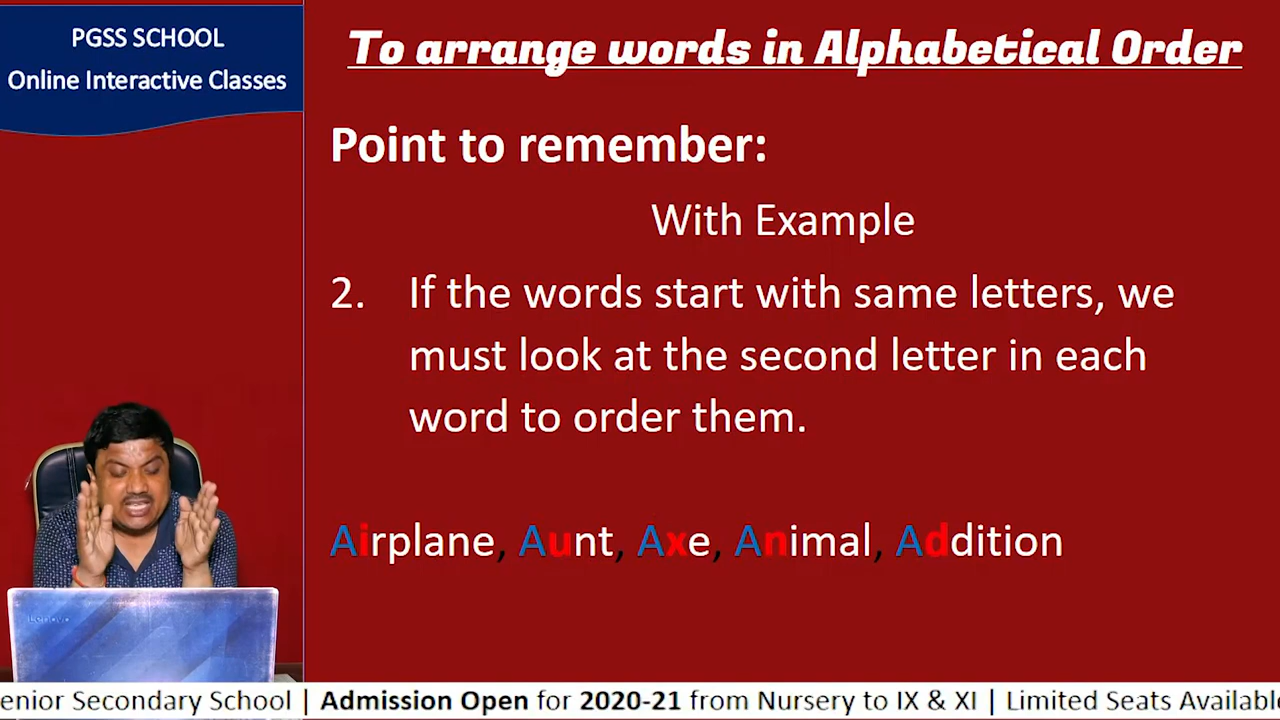 PGSS SCHOOL
Online Interactive Classes
To arrange words in Alphabetical Order
Point to remember:
With Example
2. If the words start with same letters, we
must look at the second letter in each
word to order them.
Airplane, Aunt, Axe, Animal, Addition
Lenovo
enior Secondary School | Admission Open for 2020-21 from Nursery to IX & XI | Limited Seats Available